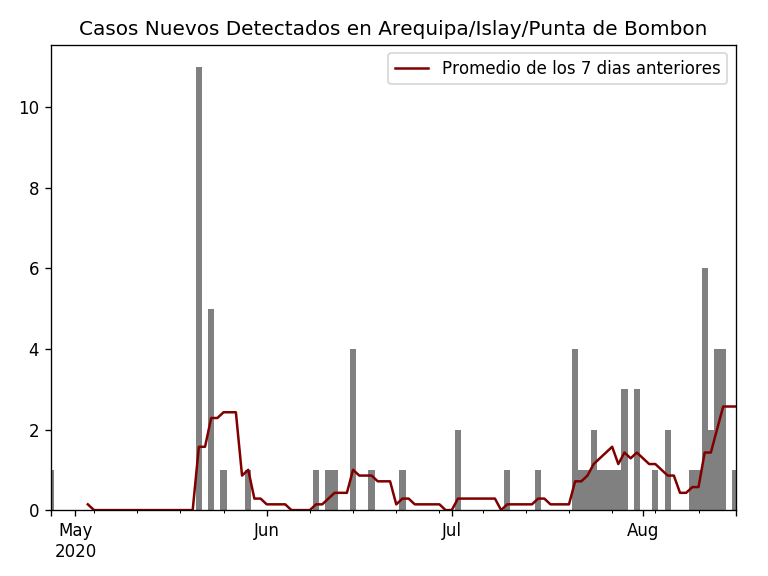 Casos Nuevos Detectados en Arequipa/Islay/Punta de Bombon
Promedio de los 7 dias anteriores
10
8
6
4
2
0
May Jun Jul Aug
2020